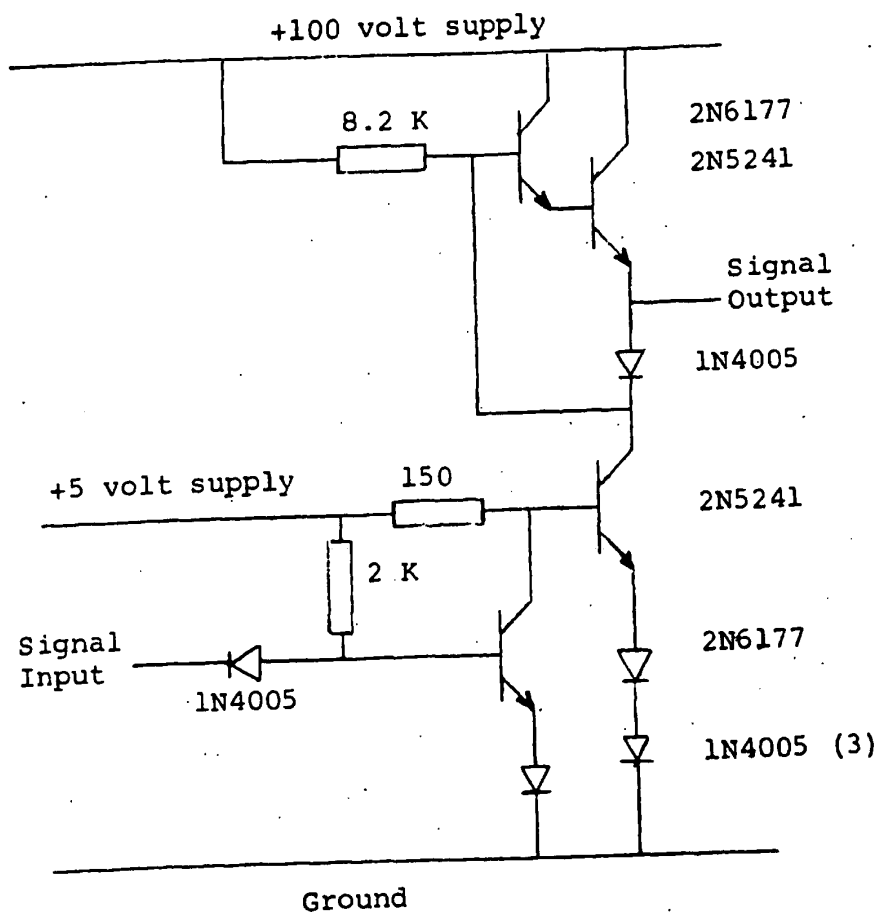 +100 volt supply
8.2 K
2N6177
2N5241
Signal
Output
1N4005
+5 volt supply
150
2N5241
2 K
Signal
Input
1N4005
2N6177
1N4005 (3)
Ground